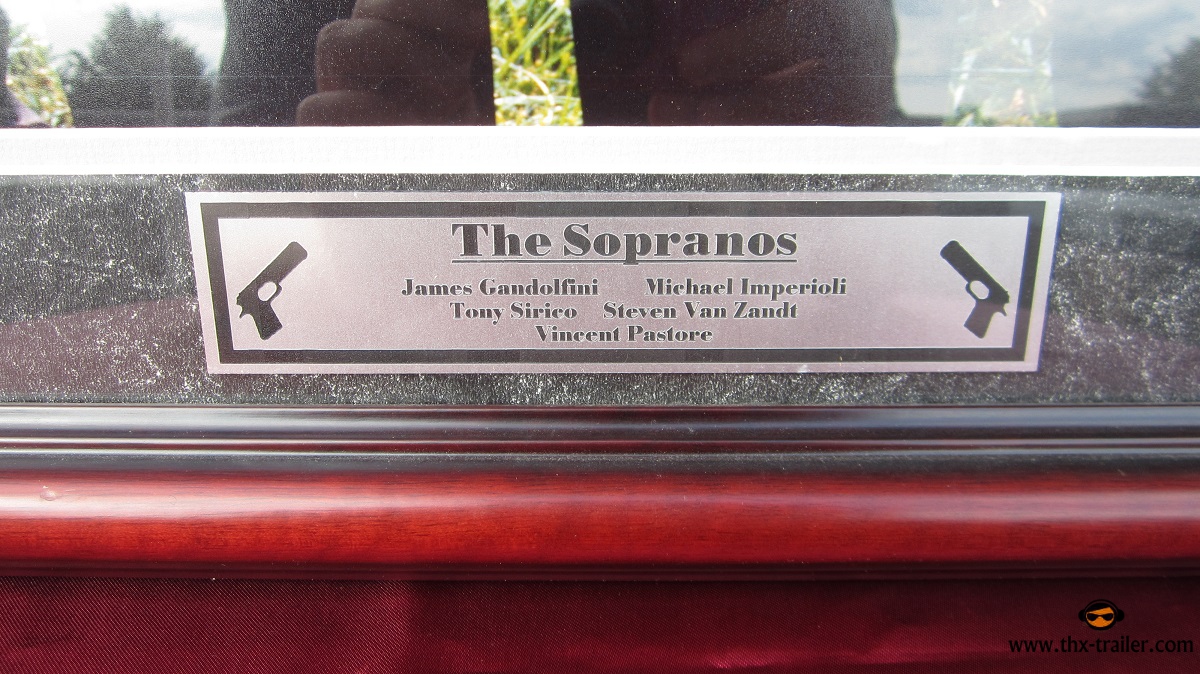 The Sopranos
James Gandolfini Michael Imperioli
Tony Sirico Steven Van Zandt
Vincent Pastore
www.thx-trailer.com